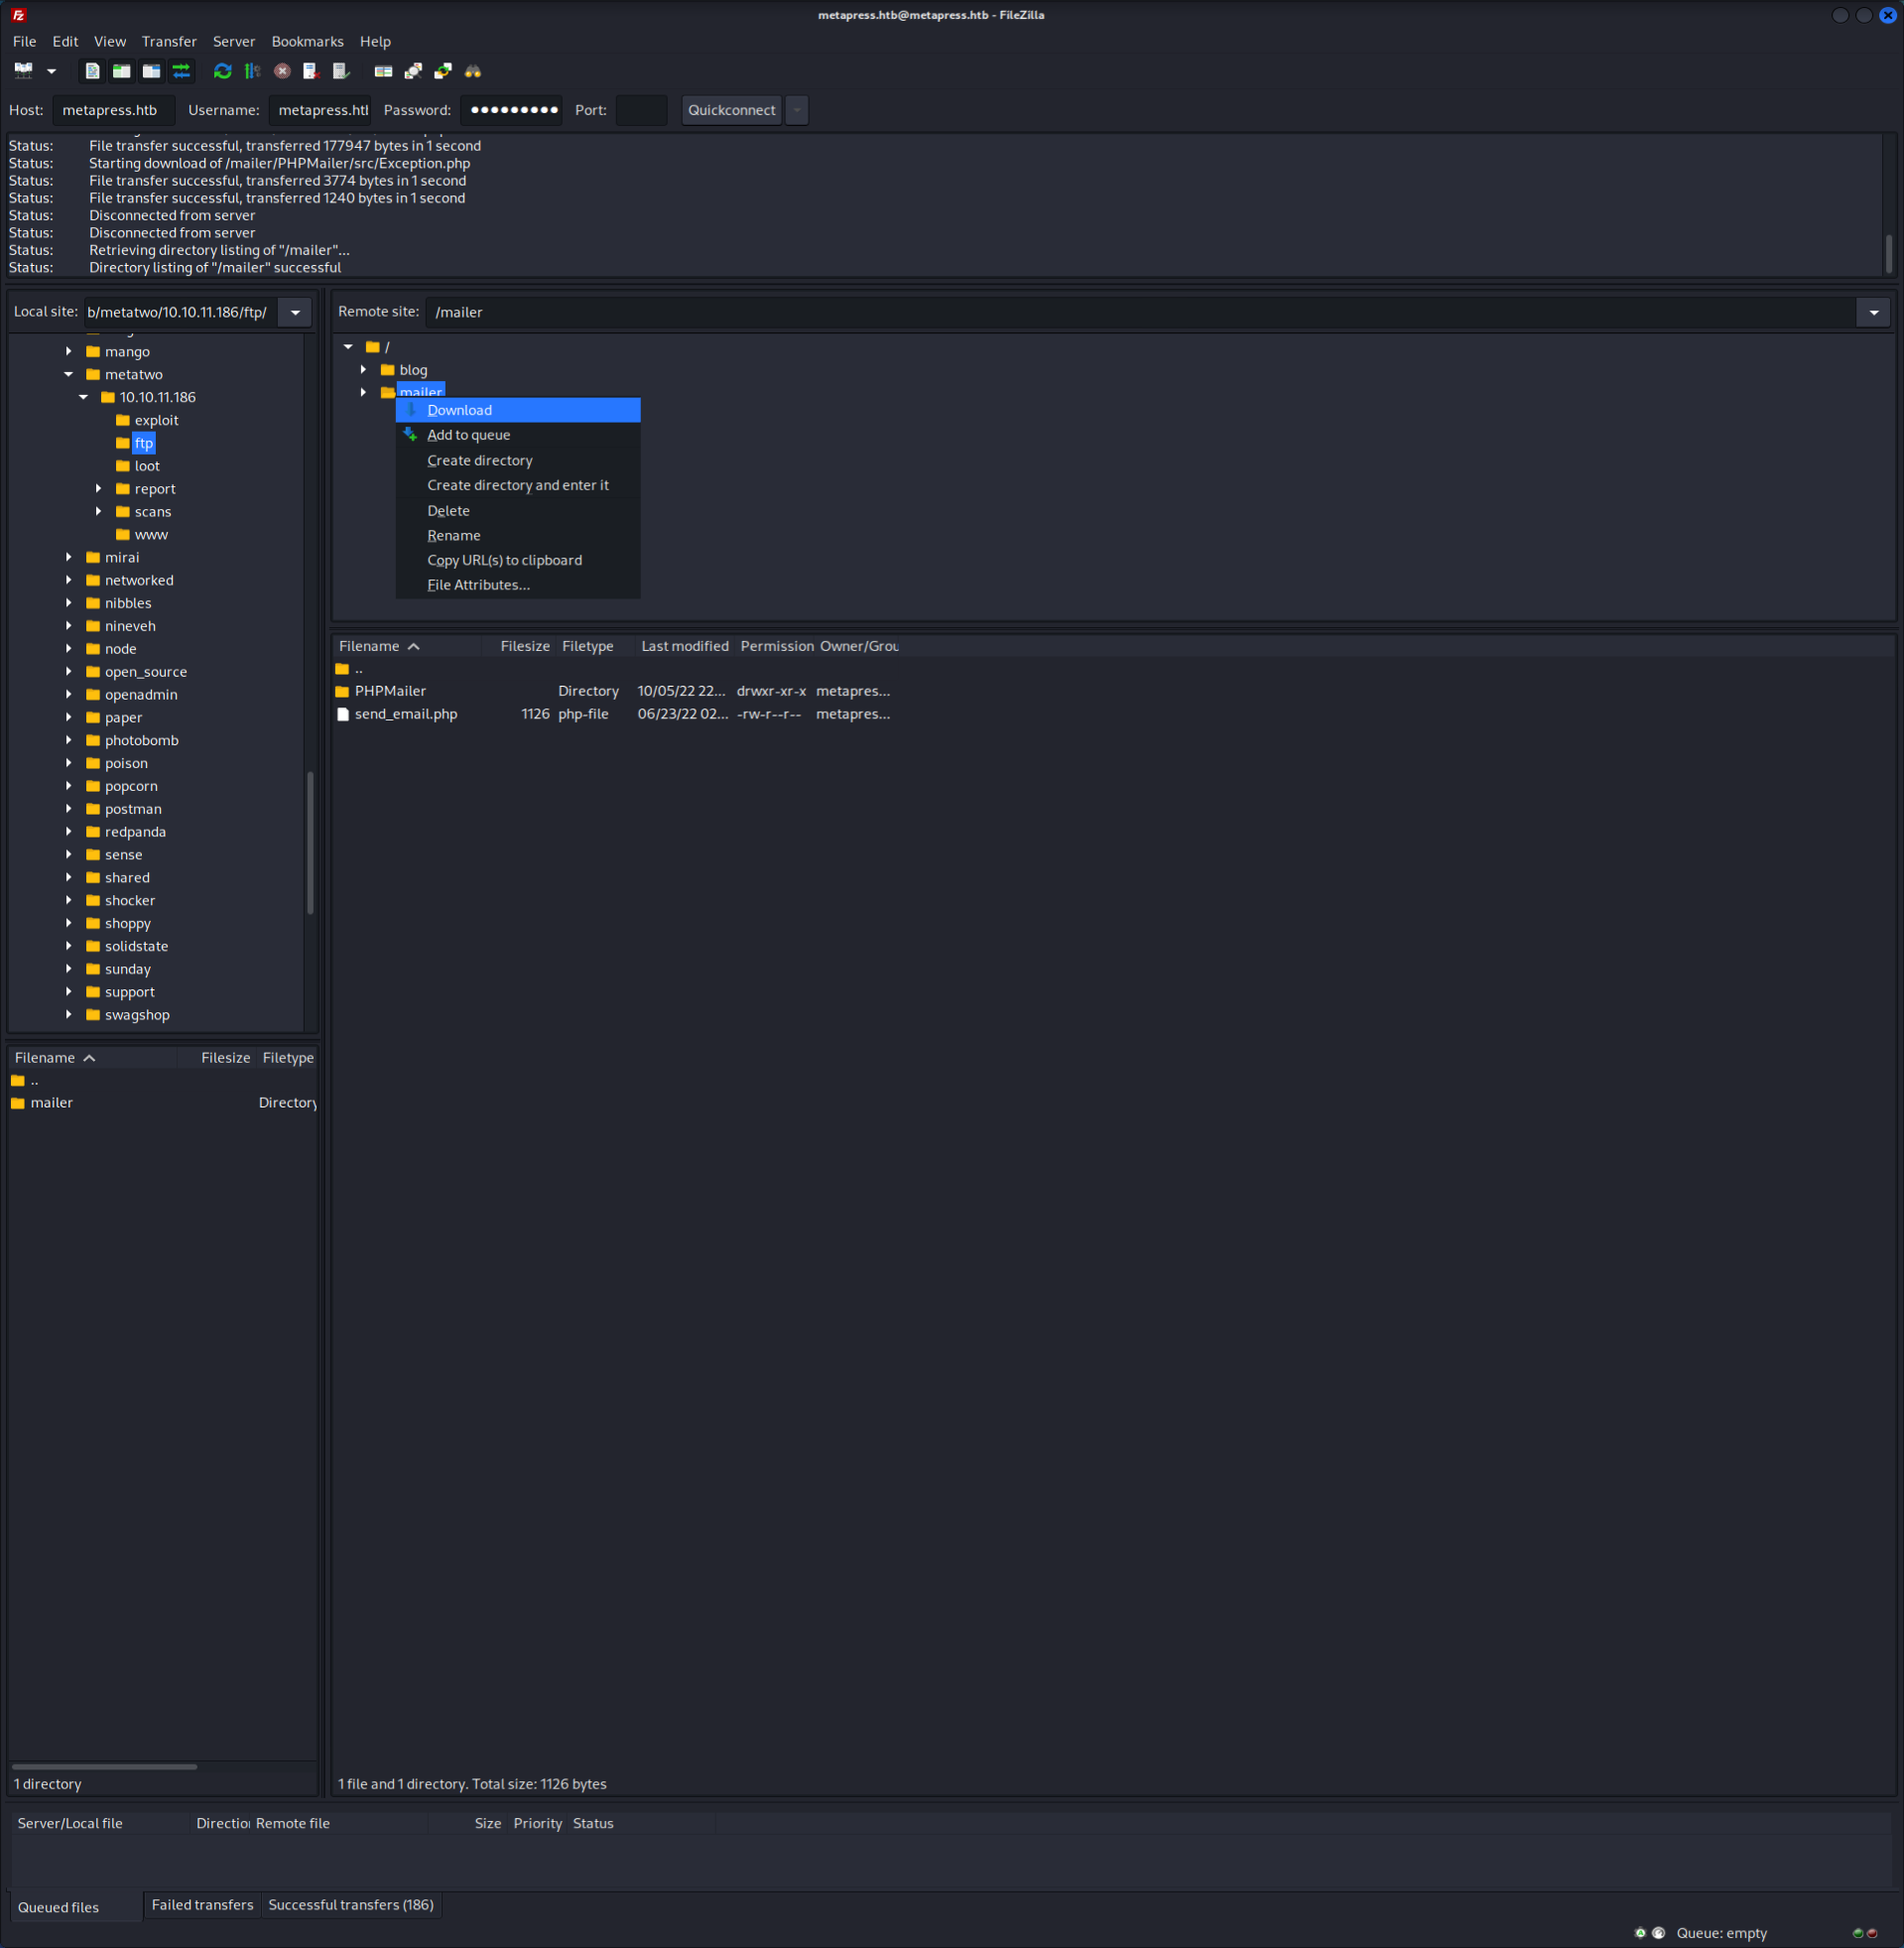 metapress.htb@metapress.htb - FileZilla
File Edit View Transfer Server Bookmarks Help
Host: metapress.htb Username: metapress.htl Password: ●●●●●●●●● Port: Quickconnect
Status: File transfer successful, transferred 177947 bytes in 1 second
Status: Starting download of /mailer/PHPMailer/src/Exception.php
Status: File transfer successful, transferred 3774 bytes in 1 second
Status: File transfer successful, transferred 1240 bytes in 1 second
Status: Disconnected from server
Status: Disconnected from server
Status: Retrieving directory listing of "/mailer"...
Status: Directory listing of "/mailer" successful
Local site: b/metatwo/10.10.11.186/ftp/
mango
metatwo
10.10.11.186
exploit
ftp
loot
report
scans
www
mirai
networked
nibbles
nineveh
node
open_source
openadmin
paper
photobomb
poison
popcorn
postman
redpanda
sense
shared
shocker
shoppy
solidstate
sunday
support
swagshop
Filename Filesize Filetype
..
mailer Directory
1 directory
Remote site: /mailer
/
blog
mailer
Download
Add to queue
Create directory
Create directory and enter it
Delete
Rename
Copy URL(s) to clipboard
File Attributes...
Filename Filesize Filetype Last modified Permission Owner/Grou
..
PHPMailer Directory 10/05/22 22... drwxr-xr-x metapres...
send_email.php 1126 php-file 06/23/22 02... -rw-r--r-- metapres...
1 file and 1 directory. Total size: 1126 bytes
Server/Local file Directio Remote file Size Priority Status
Queued files Failed transfers Successful transfers (186)
Queue: empty